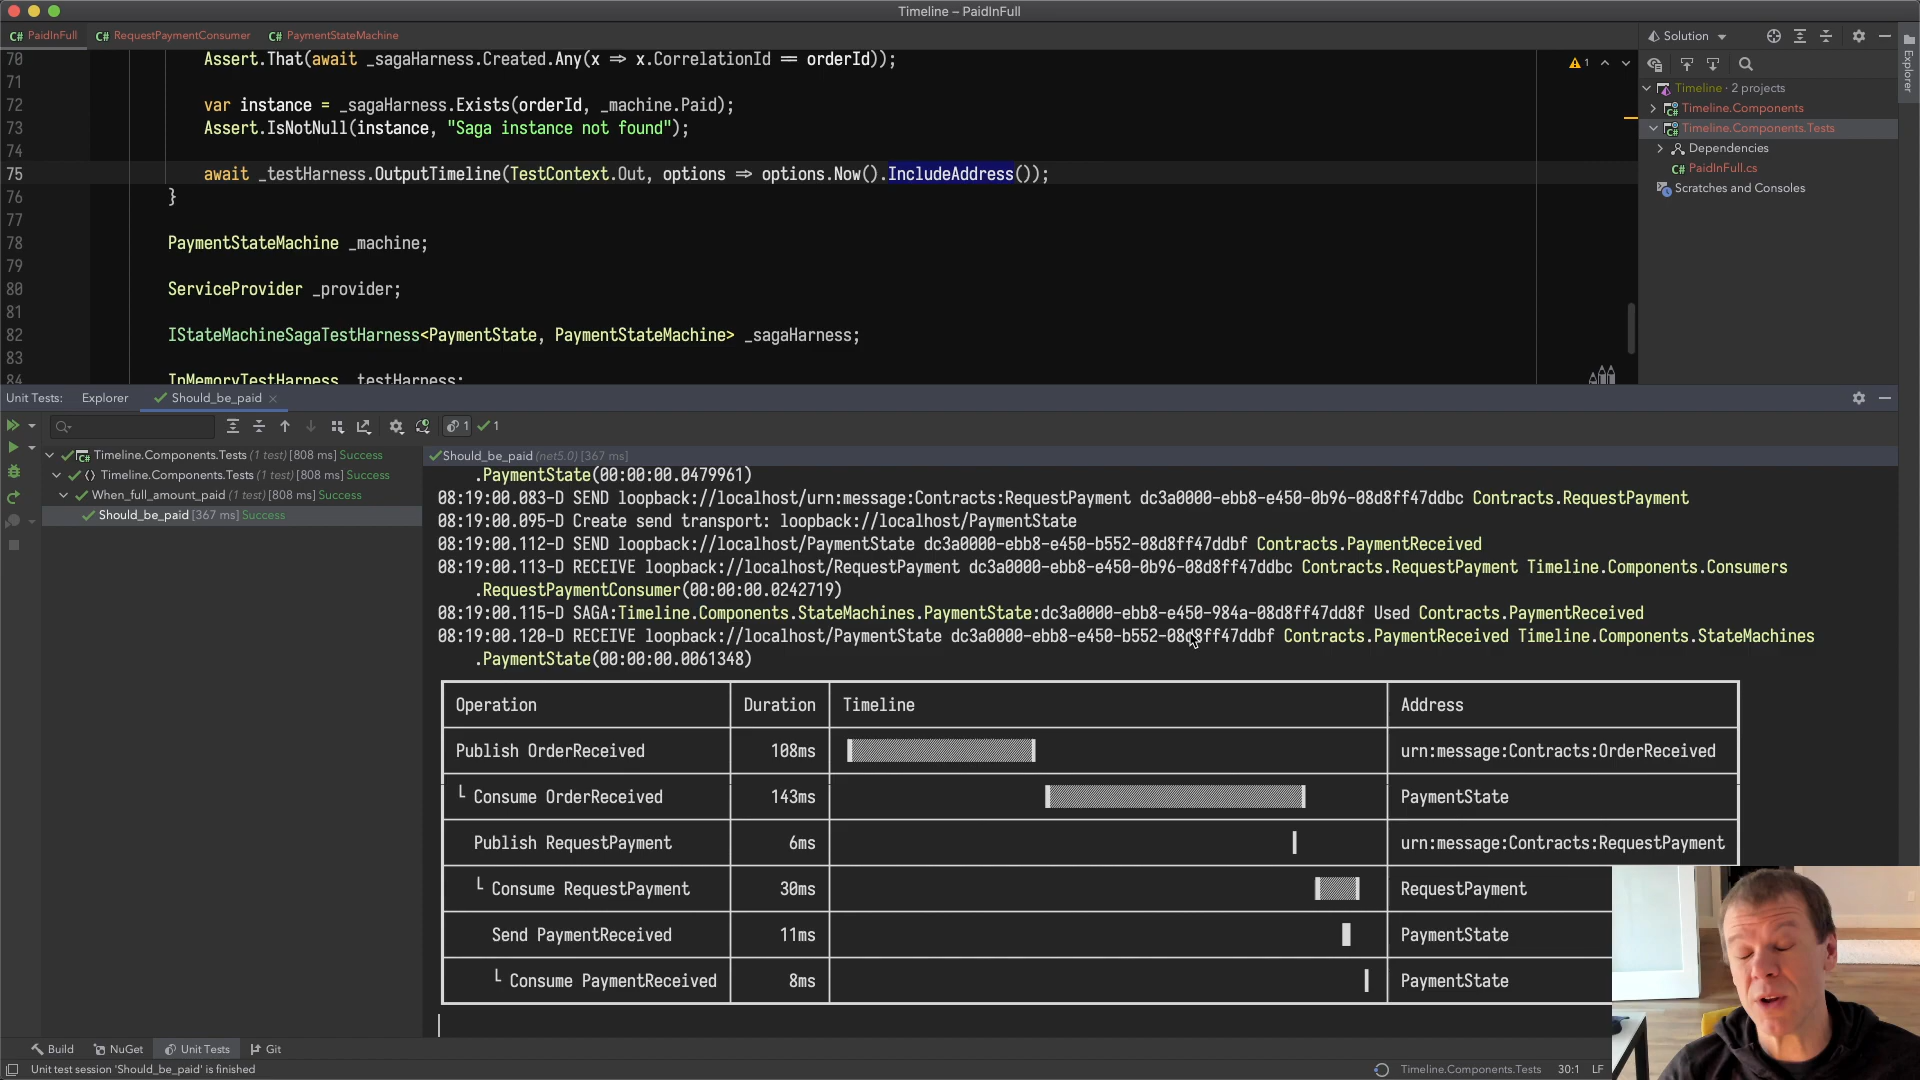 Timeline – PaidInFull
C# PaidInFull
C# RequestPaymentConsumer
C# PaymentStateMachine
Solution
Explorer
70 Assert.That(await _sagaHarness.Created.Any(x => x.CorrelationId == orderId));
71
72 var instance = _sagaHarness.Exists(orderId, _machine.Paid);
73 Assert.IsNotNull(instance, "Saga instance not found");
74
75 await _testHarness.OutputTimeline(TestContext.Out, options => options.Now().IncludeAddress());
76 }
77
78 PaymentStateMachine _machine;
79
80 ServiceProvider _provider;
81
82 IStateMachineSagaTestHarness<PaymentState, PaymentStateMachine> _sagaHarness;
83
84 InMemoryTestHarness _testHarness;
1
Timeline · 2 projects
Timeline.Components
Timeline.Components.Tests
Dependencies
C# PaidInFull.cs
Scratches and Consoles
Unit Tests:
Explorer
Should_be_paid
1
1
Timeline.Components.Tests (1 test) [808 ms] Success
Timeline.Components.Tests (1 test) [808 ms] Success
When_full_amount_paid (1 test) [808 ms] Success
Should_be_paid [367 ms] Success
Should_be_paid (net5.0) [367 ms]
.PaymentState(00:00:00.0479961)
08:19:00.083-D SEND loopback://localhost/urn:message:Contracts:RequestPayment dc3a0000-ebb8-e450-0b96-08d8ff47ddbc Contracts.RequestPayment
08:19:00.095-D Create send transport: loopback://localhost/PaymentState
08:19:00.112-D SEND loopback://localhost/PaymentState dc3a0000-ebb8-e450-b552-08d8ff47ddbf Contracts.PaymentReceived
08:19:00.113-D RECEIVE loopback://localhost/RequestPayment dc3a0000-ebb8-e450-0b96-08d8ff47ddbc Contracts.RequestPayment Timeline.Components.Consumers
.RequestPaymentConsumer(00:00:00.0242719)
08:19:00.115-D SAGA:Timeline.Components.StateMachines.PaymentState:dc3a0000-ebb8-e450-984a-08d8ff47dd8f Used Contracts.PaymentReceived
08:19:00.120-D RECEIVE loopback://localhost/PaymentState dc3a0000-ebb8-e450-b552-08d8ff47ddbf Contracts.PaymentReceived Timeline.Components.StateMachines
.PaymentState(00:00:00.0061348)
Operation Duration Timeline Address
Publish OrderReceived 108ms urn:message:Contracts:OrderReceived
└ Consume OrderReceived 143ms PaymentState
Publish RequestPayment 6ms urn:message:Contracts:RequestPayment
└ Consume RequestPayment 30ms RequestPayment
Send PaymentReceived 11ms PaymentState
└ Consume PaymentReceived 8ms PaymentState
Build
NuGet
Unit Tests
Git
Unit test session 'Should_be_paid' is finished
Timeline.Components.Tests
30:1
LF